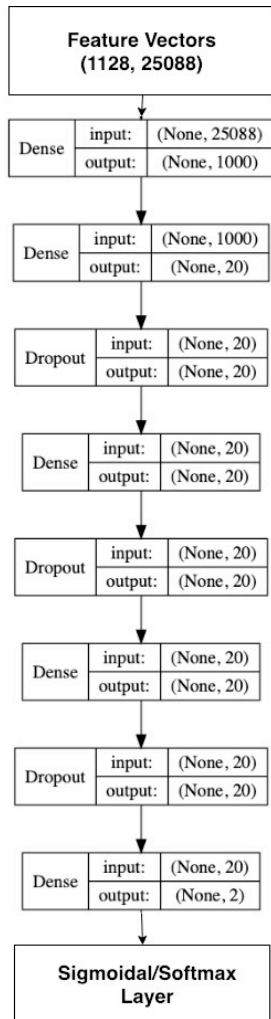 Feature Vectors
(1128, 25088)
Dense
input: (None, 25088)
output: (None, 1000)
Dense
input: (None, 1000)
output: (None, 20)
Dropout
input: (None, 20)
output: (None, 20)
Dense
input: (None, 20)
output: (None, 20)
Dropout
input: (None, 20)
output: (None, 20)
Dense
input: (None, 20)
output: (None, 20)
Dropout
input: (None, 20)
output: (None, 20)
Dense
input: (None, 20)
output: (None, 2)
Sigmoidal/Softmax
Layer